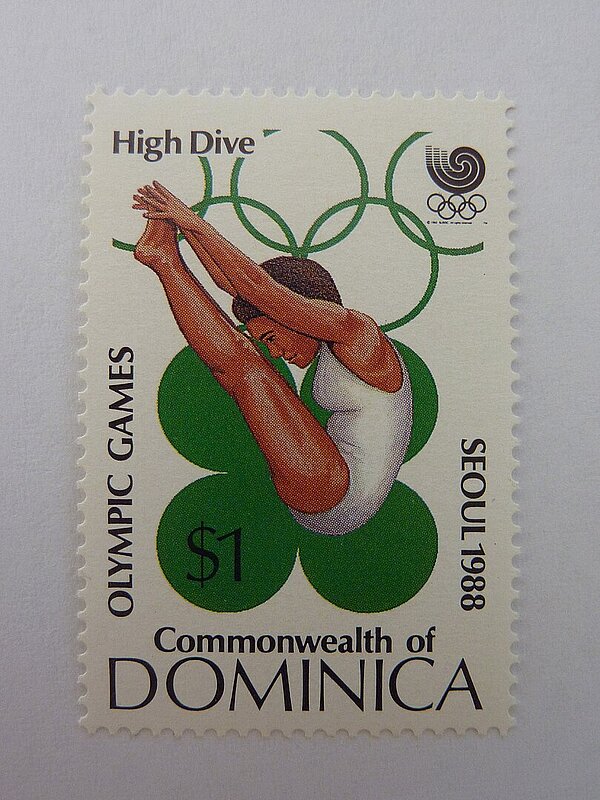 High Dive
OLYMPIC GAMES
SEOUL 1988
$1
Commonwealth of
DOMINICA